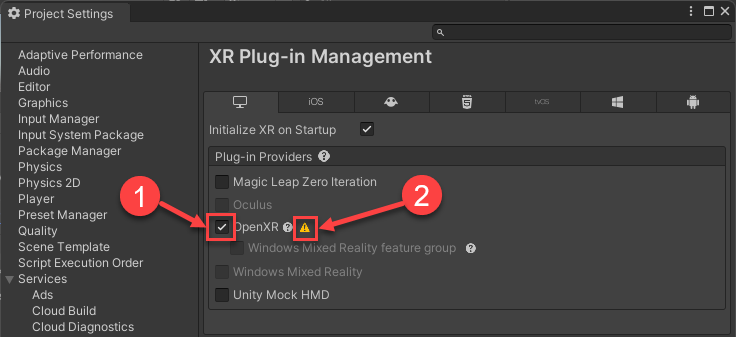 Project Settings
XR Plug-in Management
Adaptive Performance
Audio
Editor
Graphics
Input Manager
Input System Package
Package Manager
Physics
Physics 2D
Player
Preset Manager
Quality
Scene Template
Script Execution Order
Services
Ads
Cloud Build
Cloud Diagnostics
iOS
tvOS
Initialize XR on Startup
Plug-in Providers ?
Magic Leap Zero Iteration
Oculus
OpenXR ?
Windows Mixed Reality feature group ?
Windows Mixed Reality
Unity Mock HMD
1
2